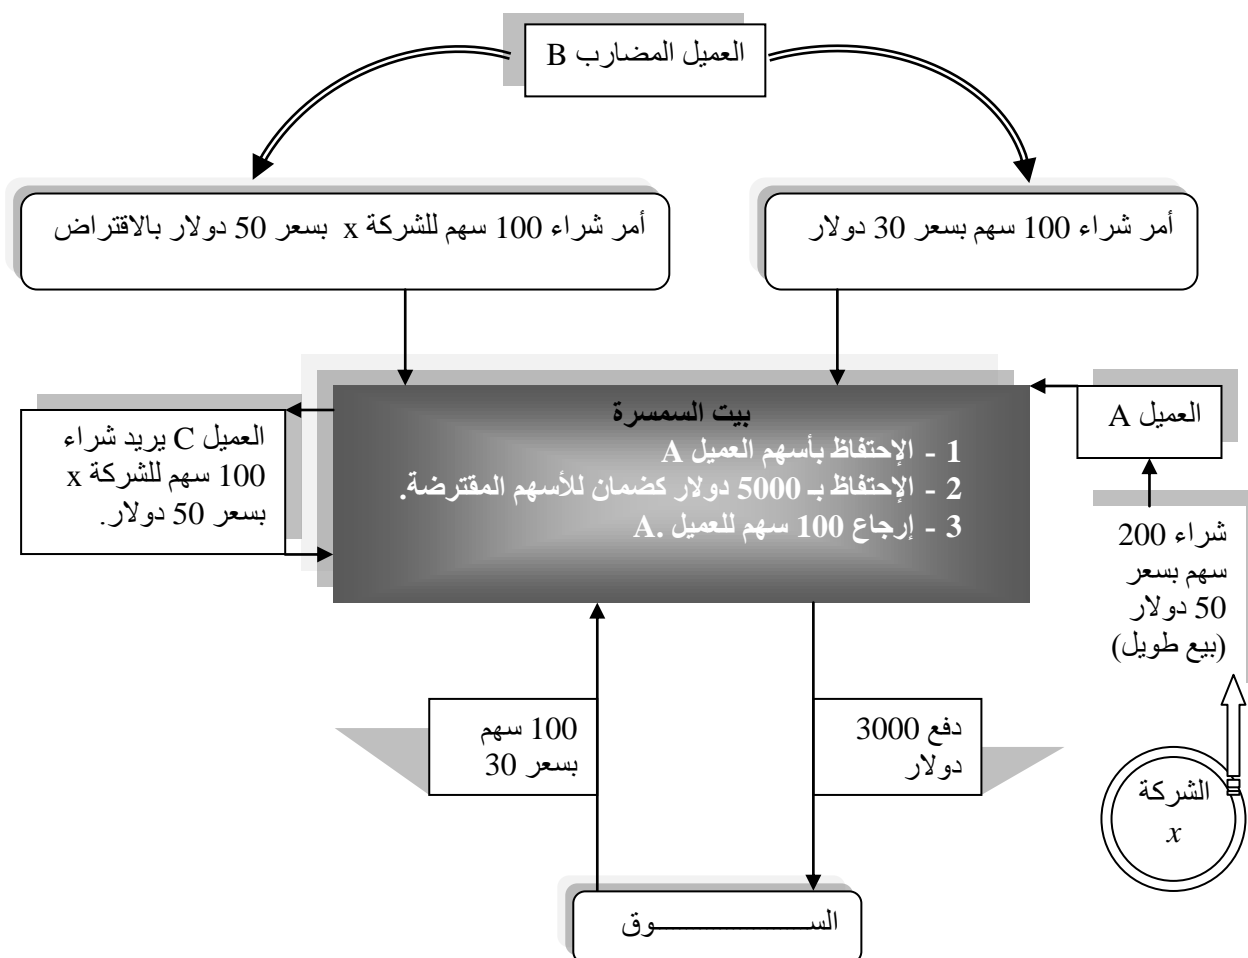 العميل المضارب B
أمر شراء 100 سهم بسعر 30 دولار
أمر شراء 100 سهم للشركة x بسعر 50 دولار بالاقتراض
العميل A
بيت السمسرة
1 - الإحتفاظ بأسهم العميل A
2 - الإحتفاظ بـ 5000 دولار كضمان للأسهم المقترضة.
3 - إرجاع 100 سهم للعميل A.
العميل C يريد شراء
100 سهم للشركة x
بسعر 50 دولار.
شراء 200
سهم بسعر
50 دولار
(بيع طويل)
دفع 3000
دولار
100 سهم
بسعر 30
الشركة
x
الســـــــــــــــوق